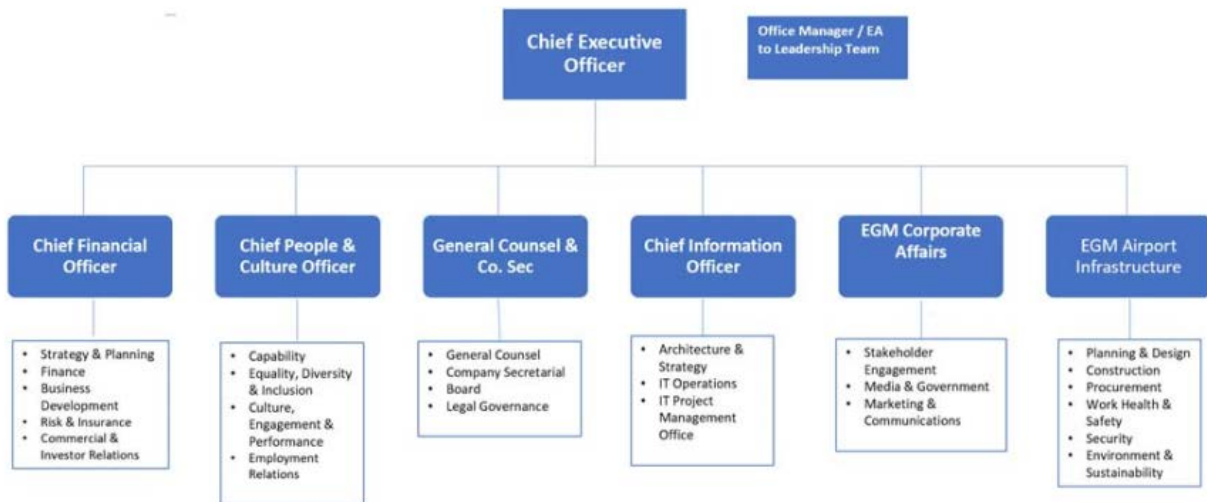 Chief Executive
Officer
Office Manager / EA
to Leadership Team
Chief Financial
Officer
Chief People &
Culture Officer
General Counsel &
Co. Sec
Chief Information
Officer
EGM Corporate
Affairs
EGM Airport
Infrastructure
• Strategy & Planning
• Finance
• Business
Development
• Risk & Insurance
• Commercial &
Investor Relations
• Capability
• Equality, Diversity
& Inclusion
• Culture,
Engagement &
Performance
• Employment
Relations
• General Counsel
• Company Secretarial
• Board
• Legal Governance
• Architecture &
Strategy
• IT Operations
• IT Project
Management
Office
• Stakeholder
Engagement
• Media & Government
• Marketing &
Communications
• Planning & Design
• Construction
• Procurement
• Work Health &
Safety
• Security
• Environment &
Sustainability